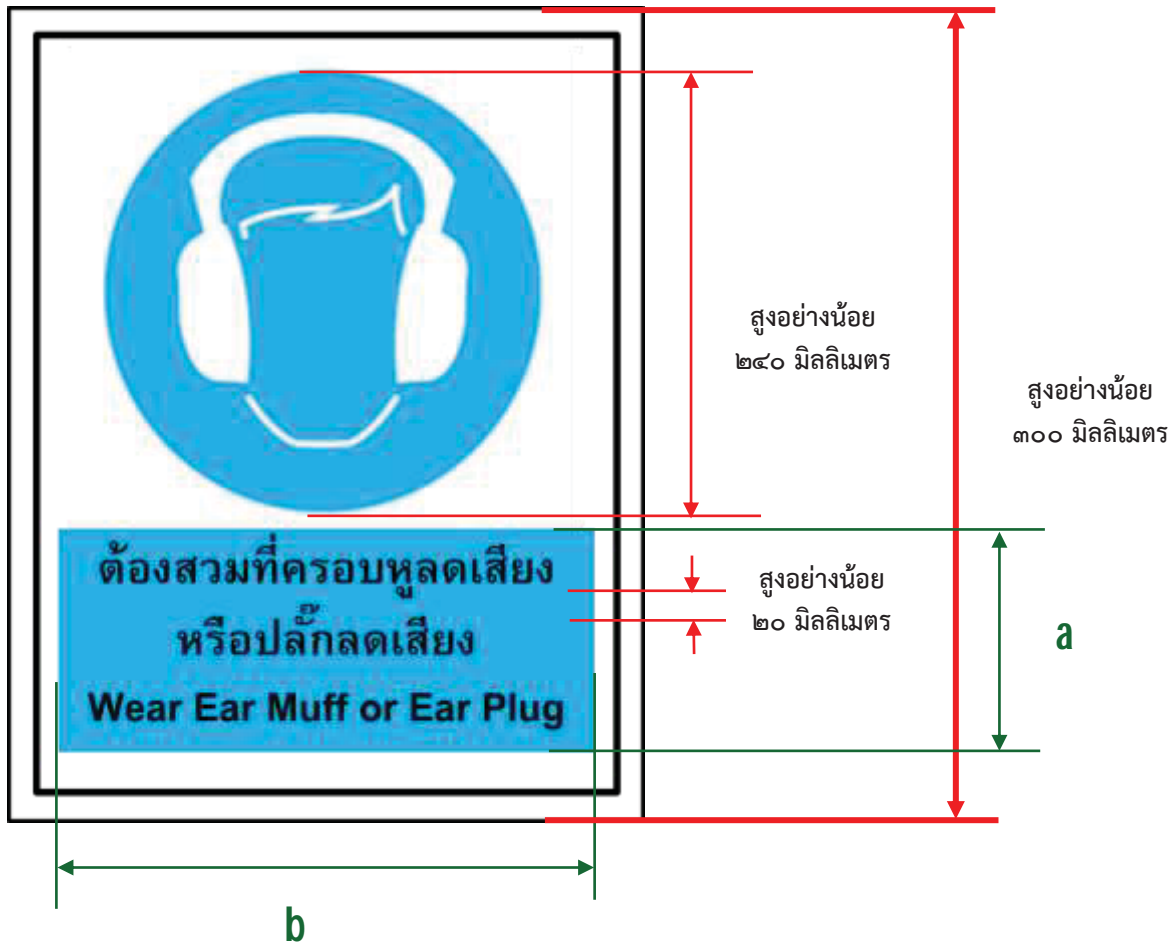 ต้องสวมที่ครอบหูลดเสียง
หรือปลั๊กลดเสียง
Wear Ear Muff or Ear Plug
สูงอย่างน้อย
๒๔๐ มิลลิเมตร
สูงอย่างน้อย
๓๐๐ มิลลิเมตร
สูงอย่างน้อย
๒๐ มิลลิเมตร
a
b